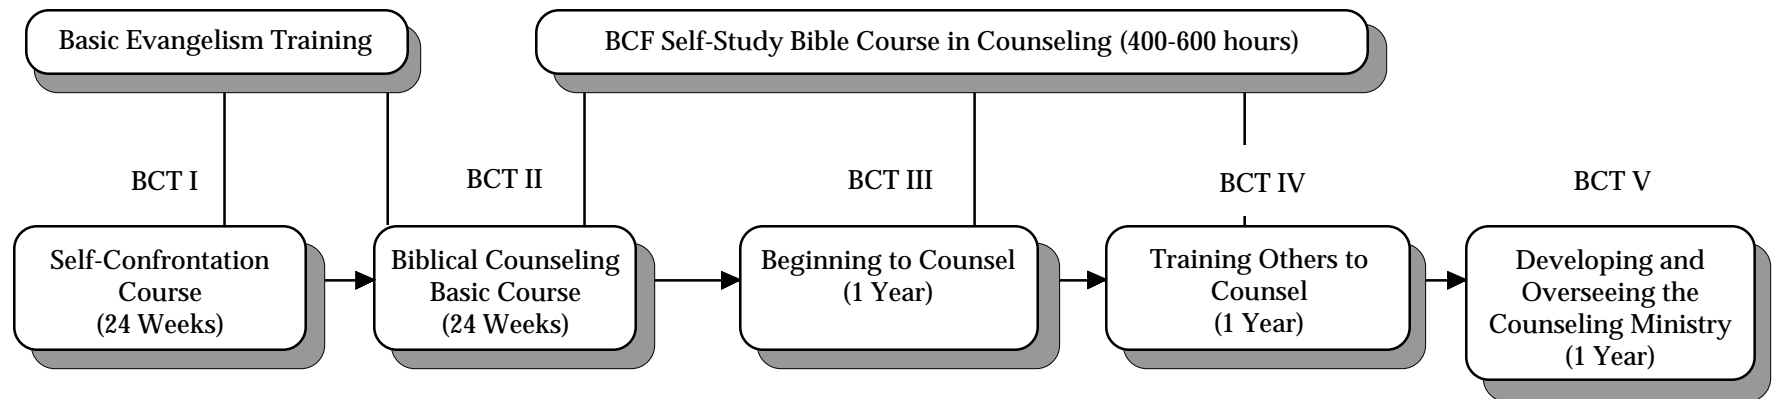 Basic Evangelism Training
BCF Self-Study Bible Course in Counseling (400-600 hours)
BCT I
BCT II
BCT III
BCT IV
BCT V
Self-Confrontation
Course
(24 Weeks)
Biblical Counseling
Basic Course
(24 Weeks)
Beginning to Counsel
(1 Year)
Training Others to
Counsel
(1 Year)
Developing and
Overseeing the
Counseling Ministry
(1 Year)